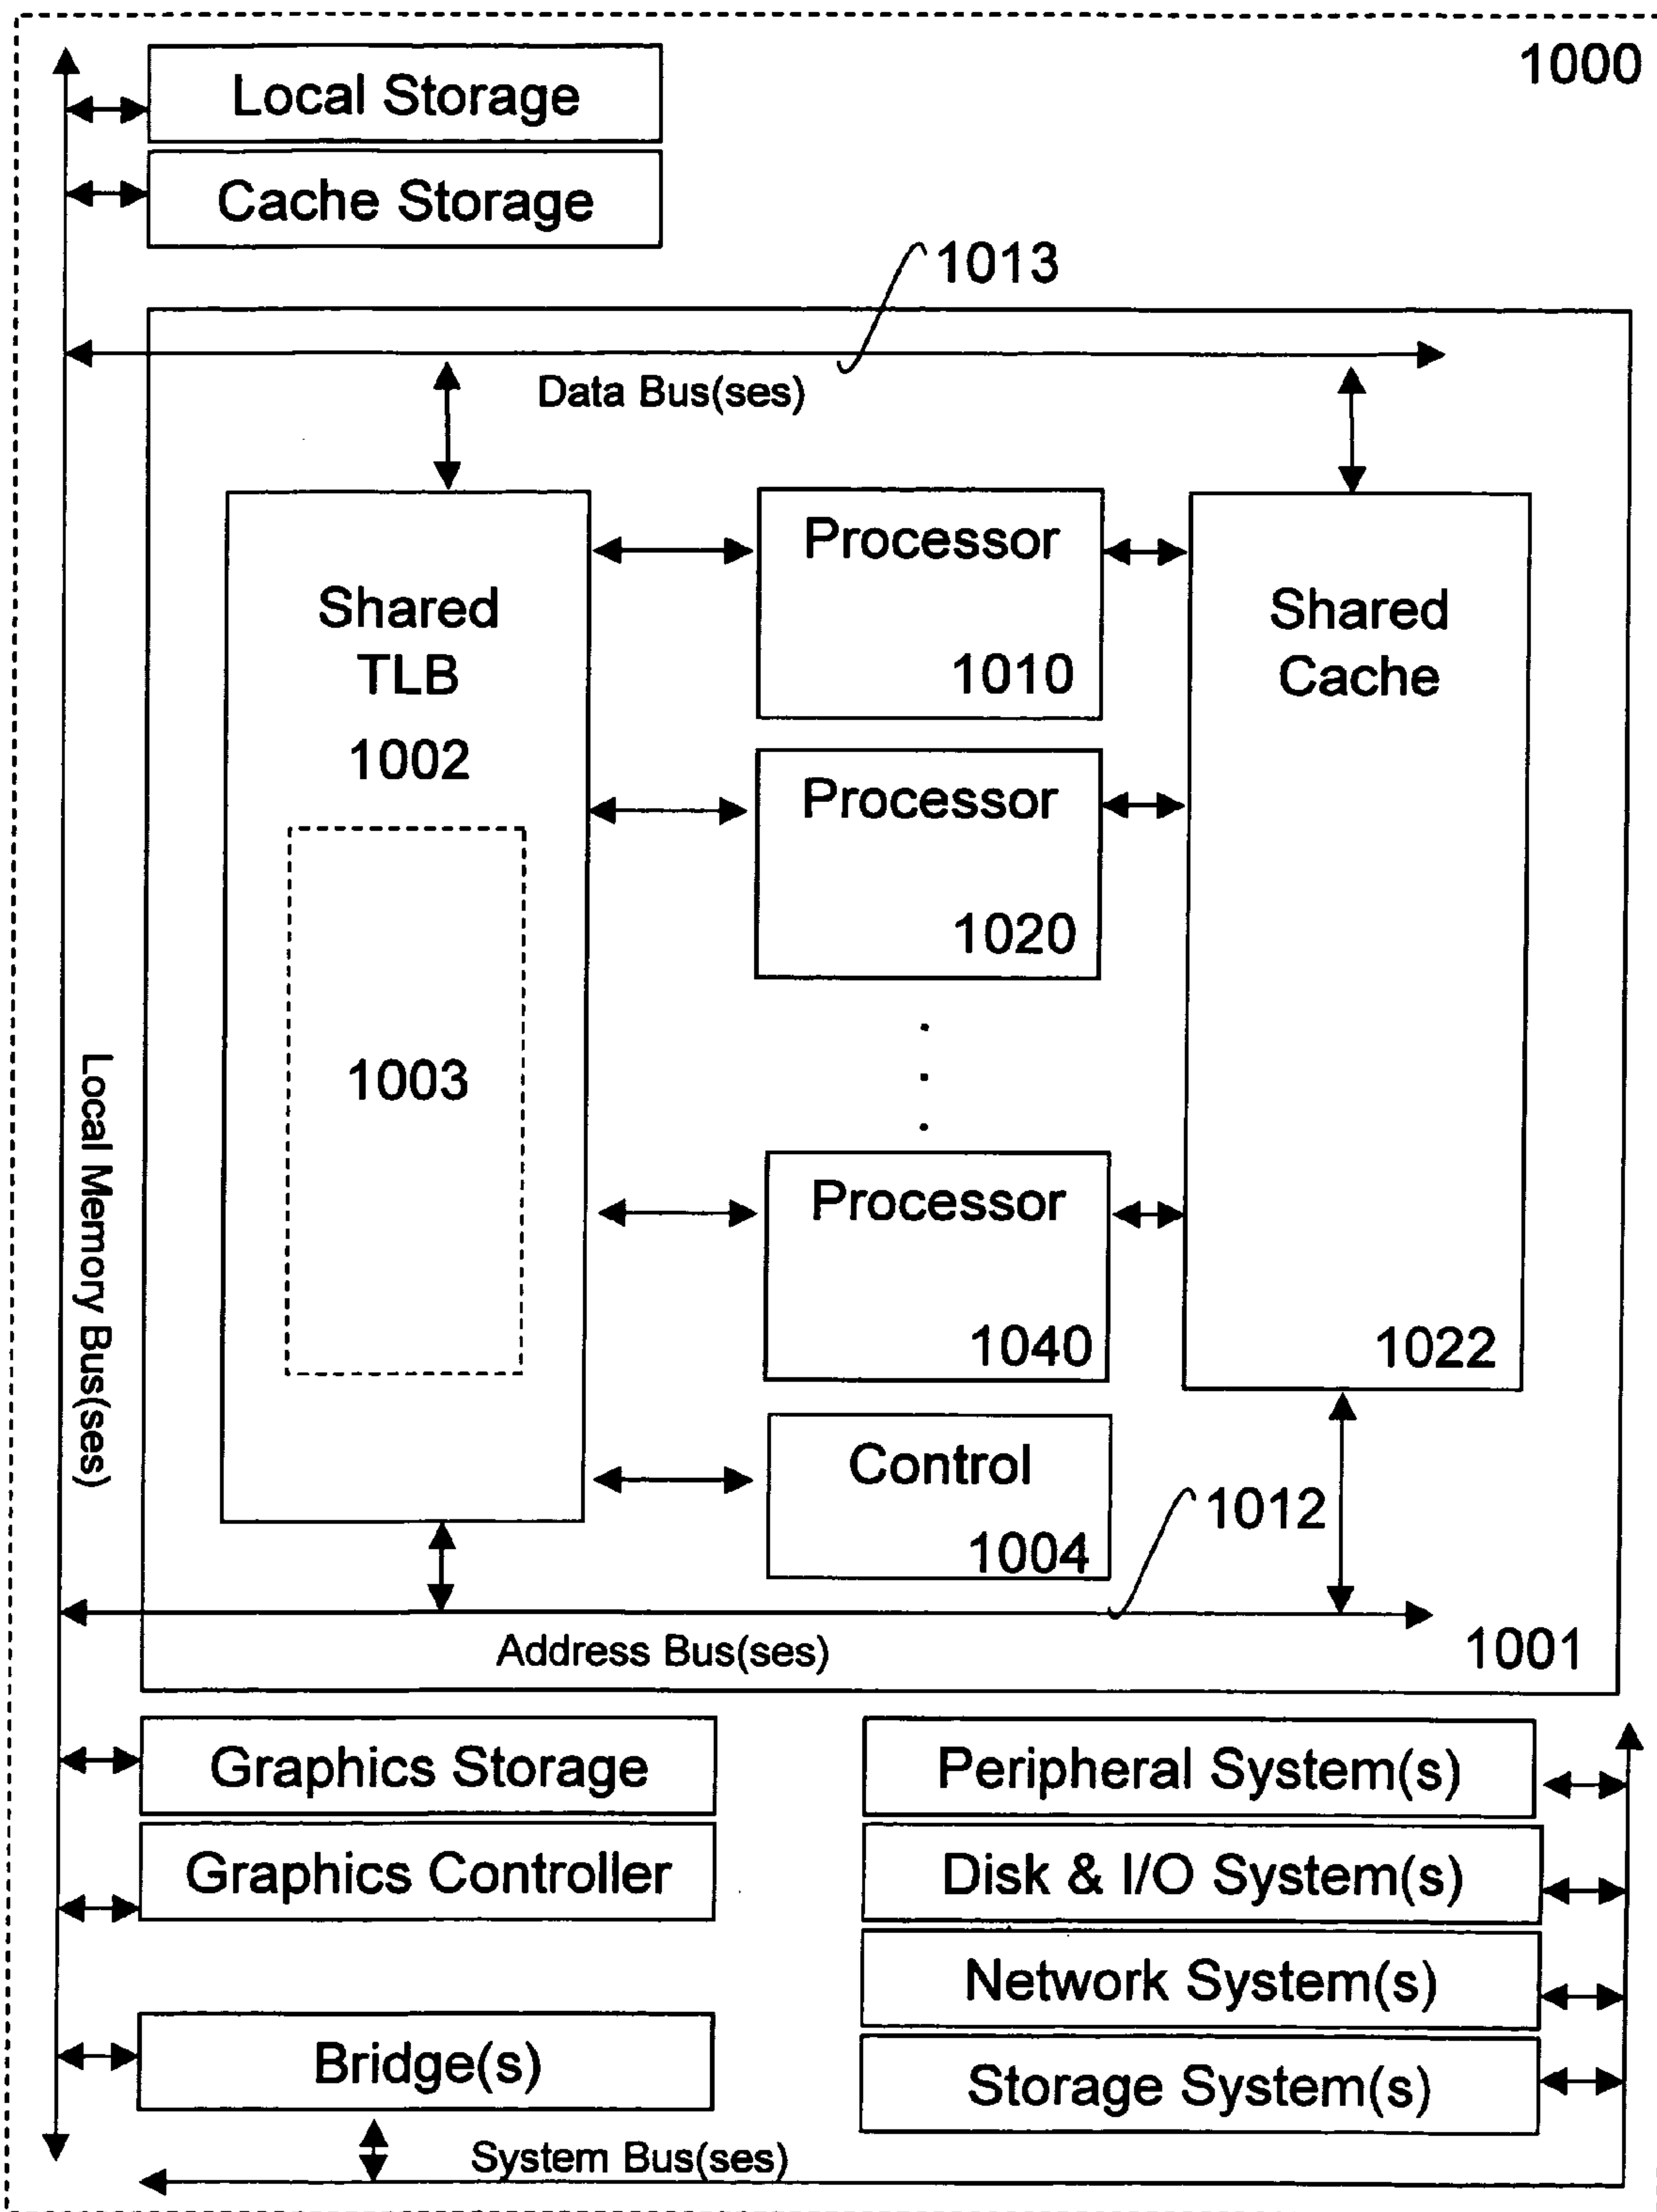 1000
Local Storage
Cache Storage
1013
Data Bus(ses)
Shared
TLB
1002
1003
Processor
1010
Processor
1020
.
.
.
Processor
1040
Control
1004
Shared
Cache
1022
1012
Address Bus(ses)
1001
Local Memory Bus(ses)
Graphics Storage
Graphics Controller
Bridge(s)
Peripheral System(s)
Disk & I/O System(s)
Network System(s)
Storage System(s)
System Bus(ses)